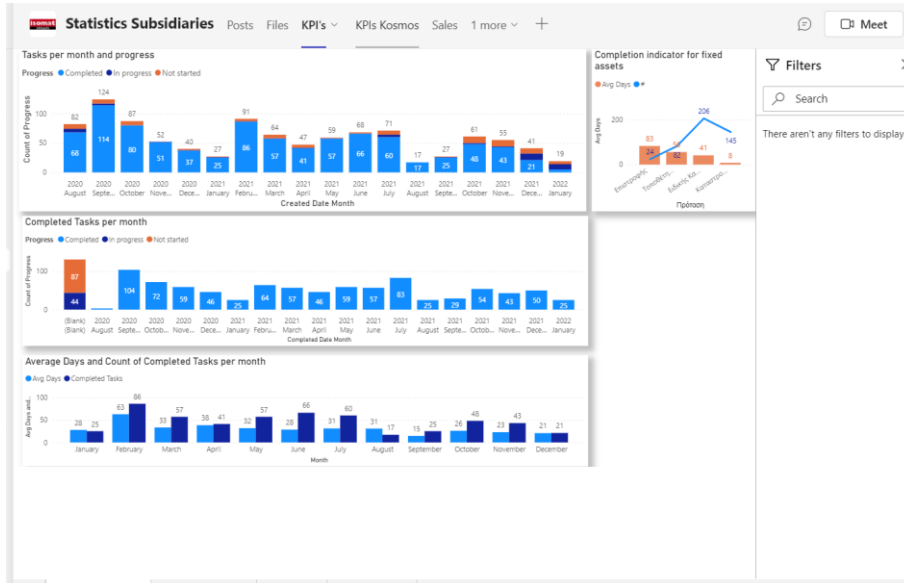 isomat Statistics Subsidiaries Posts Files KPI's KPIs Kosmos Sales 1 more Meet
Tasks per month and progress
Progress Completed In progress Not started
Count of Progress
100
50
0
82 124 87 52 40 27 91 64 47 59 68 71 17 27 61 55 41 19
68 114 80 51 37 25 86 57 41 57 66 60 25 48 43 21
2020 2020 2020 2020 2020 2021 2021 2021 2021 2021 2021 2021 2021 2021 2021 2021 2021 2022
August Septe... October Nove... Dece... January Febru... March April May June July August Septe... October Nove... Dece... January
Created Date Month
Completion indicator for fixed
assets
Avg Days #
Avg Days
200
0
83 41 8
24 82 206 145
Επιστροφής Τοποθέτη... Ειδικής Κα... Καταστρο...
Πρόταση
Filters
Search
There aren't any filters to display
Completed Tasks per month
Progress Completed In progress Not started
Count of Progress
100
0
87
44 104 72 59 46 25 64 57 46 59 57 83 25 29 54 43 50 25
(Blank) 2020 2020 2020 2020 2020 2021 2021 2021 2021 2021 2021 2021 2021 2021 2021 2021 2021 2022
(Blank) August Septe... Octob... Nove... Dece... January Febru... March April May June July August Septe... Octob... Nove... Dece... January
Completed Date Month
Average Days and Count of Completed Tasks per month
Avg Days Completed Tasks
Avg Days and...
100
50
0
28 25 63 86 33 57 38 41 32 57 28 66 31 60 31 17 15 25 26 48 23 43 21 21
January February March April May June July August September October November December
Month